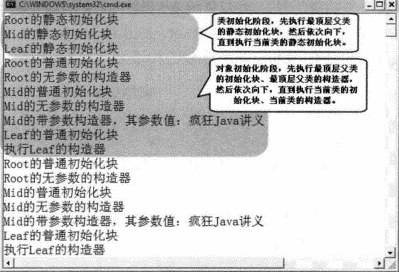 C:\WINDOWS\system32\cmd.exe
Root的静态初始化块
Mid的静态初始化块
Leaf的静态初始化块
Root的普通初始化块
Root的无参数的构造器
Mid的普通初始化块
Mid的无参数的构造器
Mid的带参数构造器，其参数值：疯狂Java讲义
Leaf的普通初始化块
执行Leaf的构造器
Root的普通初始化块
Root的无参数的构造器
Mid的普通初始化块
Mid的无参数的构造器
Mid的带参数构造器，其参数值：疯狂Java讲义
Leaf的普通初始化块
执行Leaf的构造器
类初始化阶段，先执行最顶层父类
的静态初始化块，然后依次向下，
直到执行当前类的静态初始化块。
对象初始化阶段，先执行最顶层父类
的初始化块、最顶层父类的构造器，
然后依次向下，直到执行当前类的初
始化块、当前类的构造器。